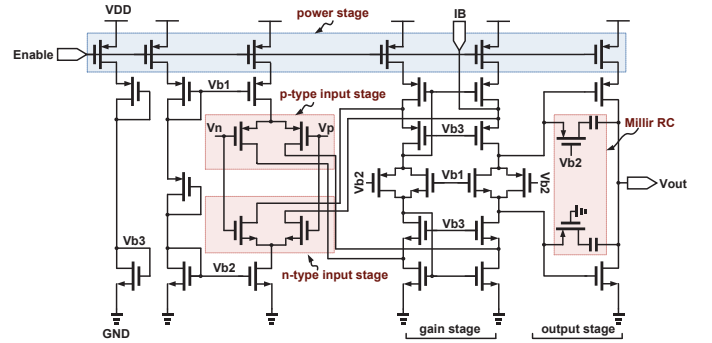 VDD
power stage
IB
Enable
Vb1
p-type input stage
Vn
Vp
Vb3
Millir RC
Vb2
Vb1
Vb2
Vb2
Vout
Vb3
Vb3
Vb2
n-type input stage
GND
gain stage
output stage